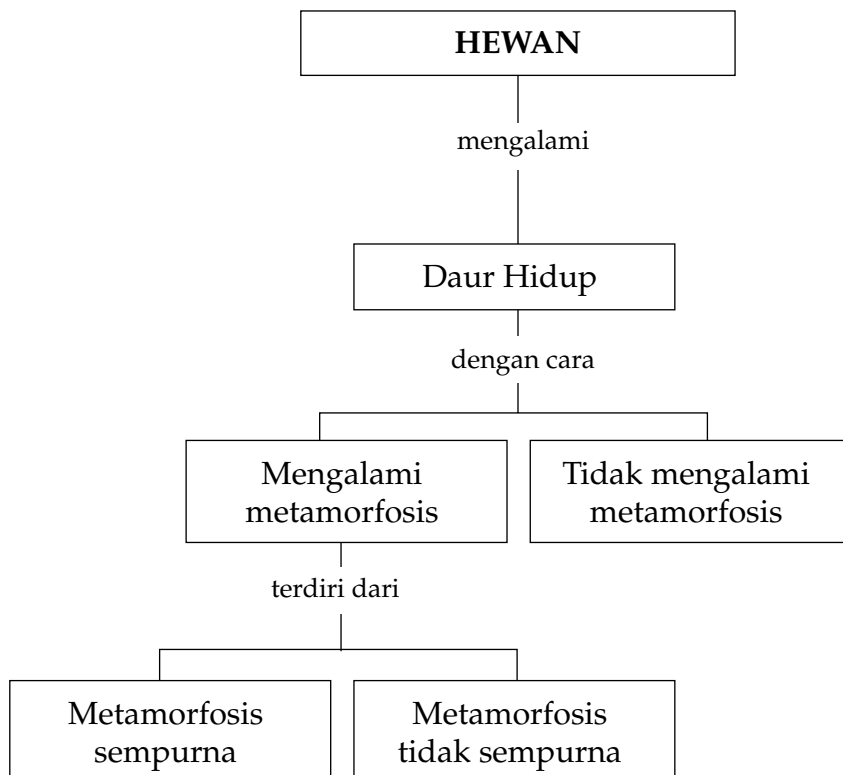 HEWAN
mengalami
Daur Hidup
dengan cara
Mengalami
metamorfosis
Tidak mengalami
metamorfosis
terdiri dari
Metamorfosis
sempurna
Metamorfosis
tidak sempurna